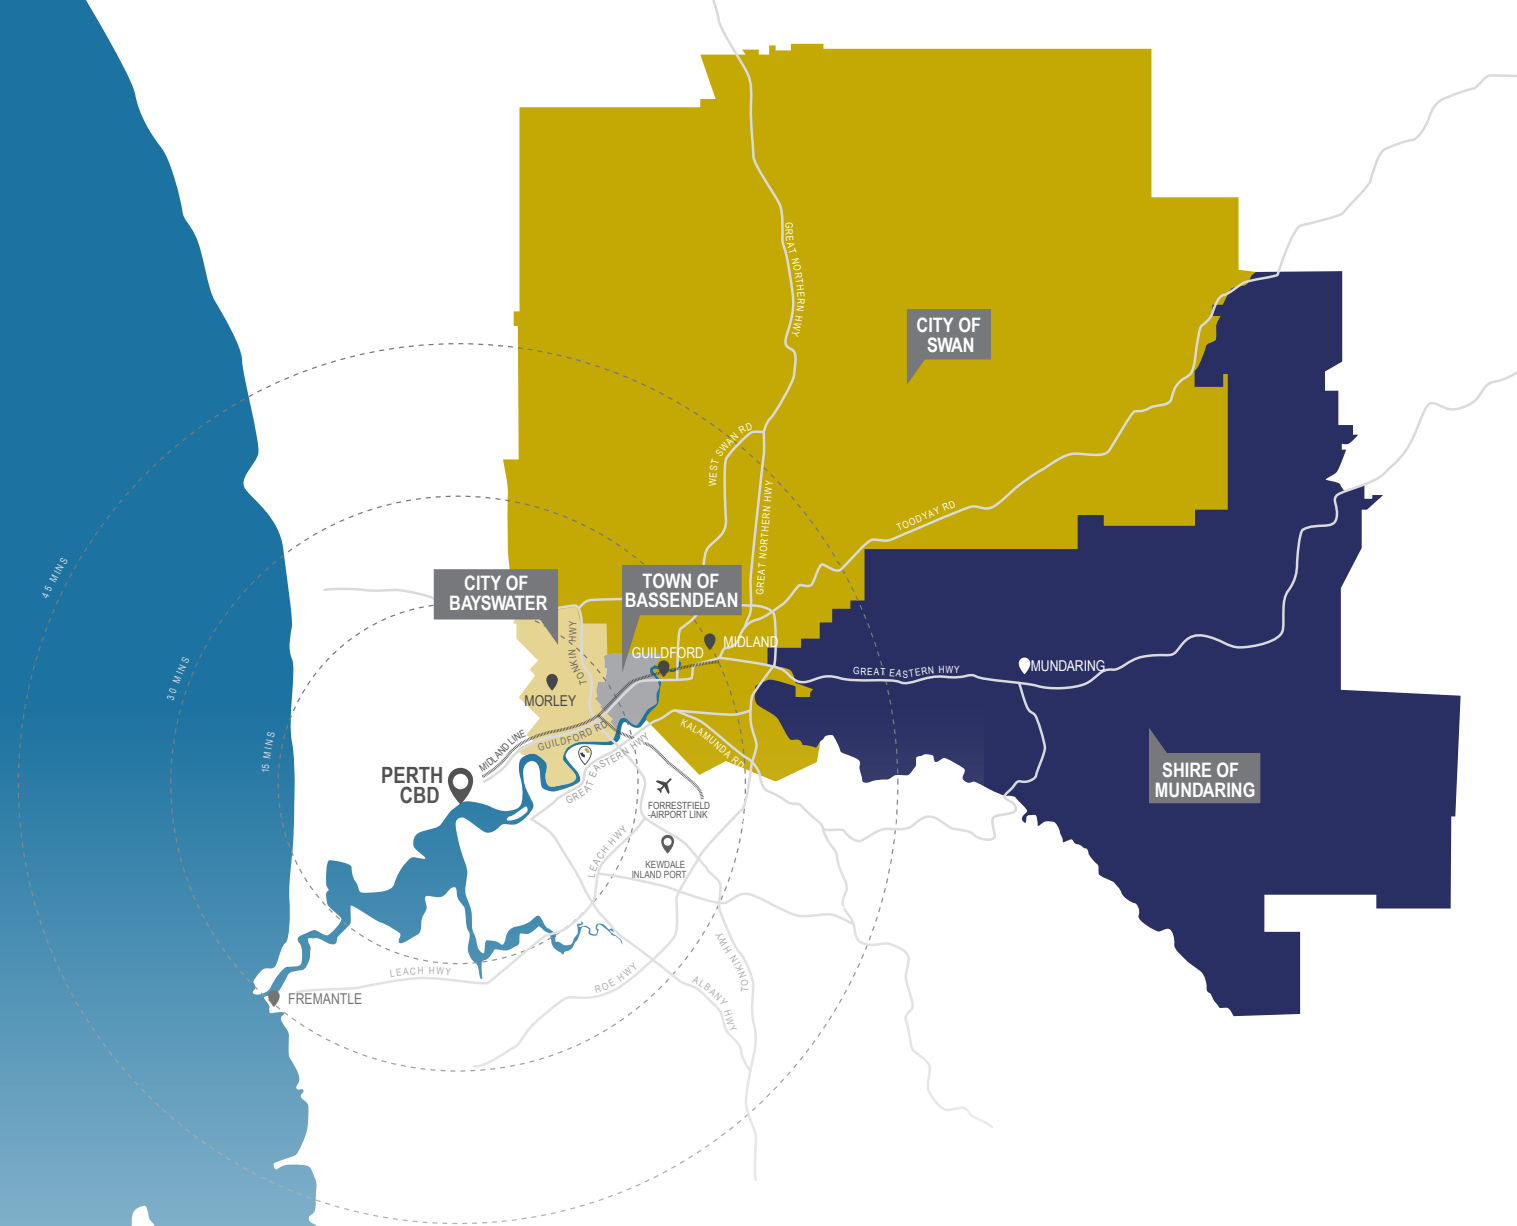 GREAT NORTHERN HWY
CITY OF
SWAN
WEST SWAN RD
GREAT NORTHERN HWY
TOODYAY RD
45 MINS
30 MINS
15 MINS
CITY OF
BAYSWATER
TOWN OF
BASSENDEAN
TONKIN HWY
GUILDFORD
MIDLAND
MORLEY
GREAT EASTERN HWY
MUNDARING
MIDLAND LINE
GUILDFORD RD
GREAT EASTERN HWY
KALAMUNDA RD
PERTH
CBD
SHIRE OF
MUNDARING
FORRESTFIELD
-AIRPORT LINK
LEACH HWY
KEWDALE
INLAND PORT
LEACH HWY
ROE HWY
TONKIN HWY
ALBANY HWY
FREMANTLE